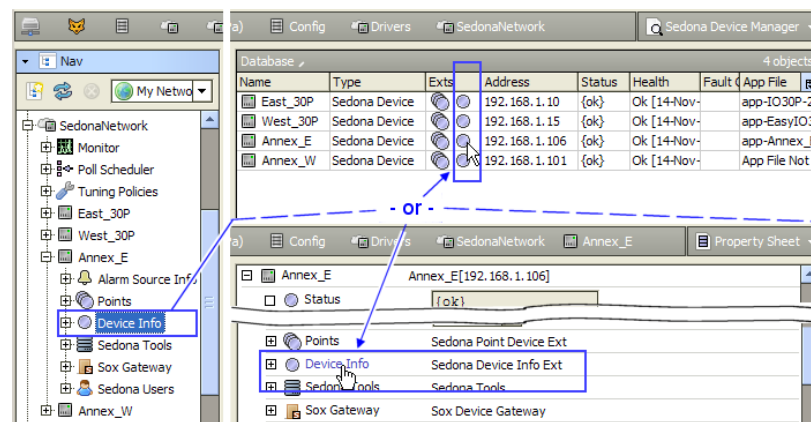 a) Config Drivers SedonaNetwork Sedona Device Manager
Nav
My Netwo
SedonaNetwork
Monitor
Poll Scheduler
Tuning Policies
East_30P
West_30P
Annex_E
Alarm Source Info
Points
Device Info
Sedona Tools
Sox Gateway
Sedona Users
Annex_W
Database 4 objects
Name Type Exts Address Status Health Fault C App File
East_30P Sedona Device 192.168.1.10 {ok} Ok [14-Nov- app-IO30P-2
West_30P Sedona Device 192.168.1.15 {ok} Ok [14-Nov- app-EasyIO3
Annex_E Sedona Device 192.168.1.106 {ok} Ok [14-Nov- app-Annex_
Annex_W Sedona Device 192.168.1.101 {ok} Ok [14-Nov- App File Not
- or -
a) Config Drivers SedonaNetwork Annex_E Property Sheet
Annex_E Annex_E[192.168.1.106]
Status {ok}
Points Sedona Point Device Ext
Device Info Sedona Device Info Ext
Sedona Tools Sedona Tools
Sox Gateway Sox Device Gateway